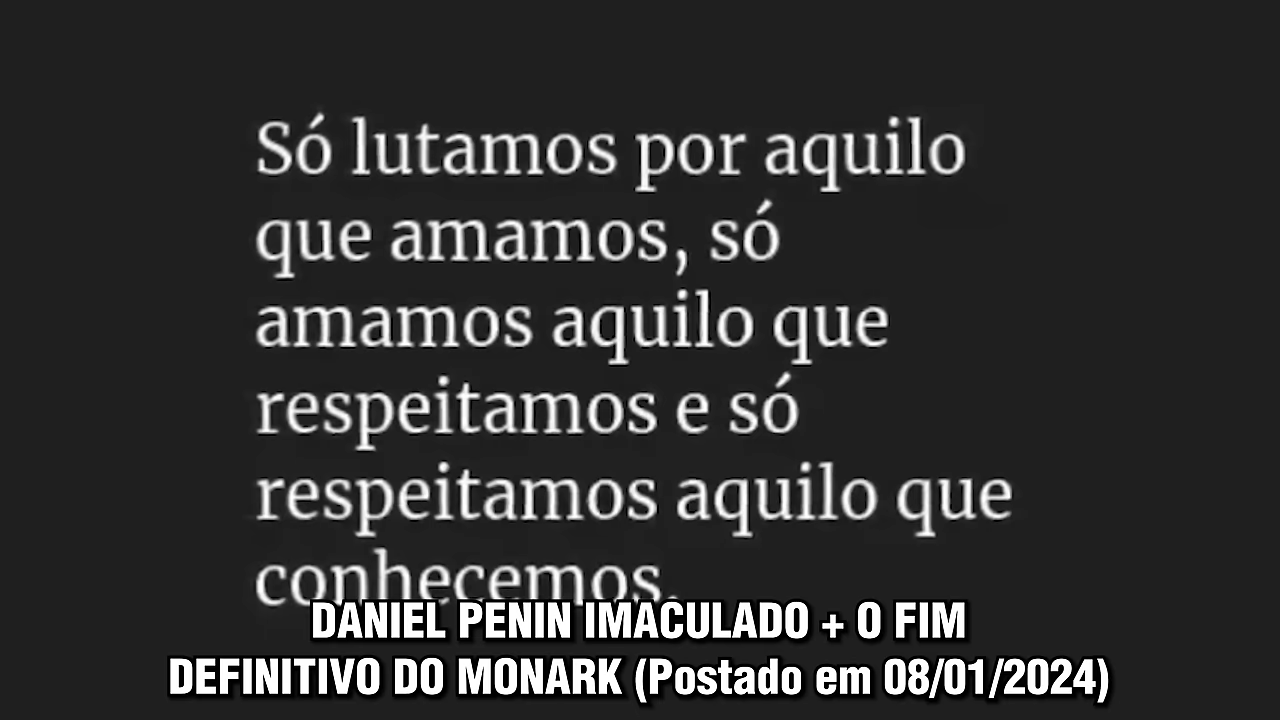 Só lutamos por aquilo
que amamos, só
amamos aquilo que
respeitamos e só
respeitamos aquilo que
conhecemos.
DANIEL PENIN IMACULADO + O FIM
DEFINITIVO DO MONARK (Postado em 08/01/2024)